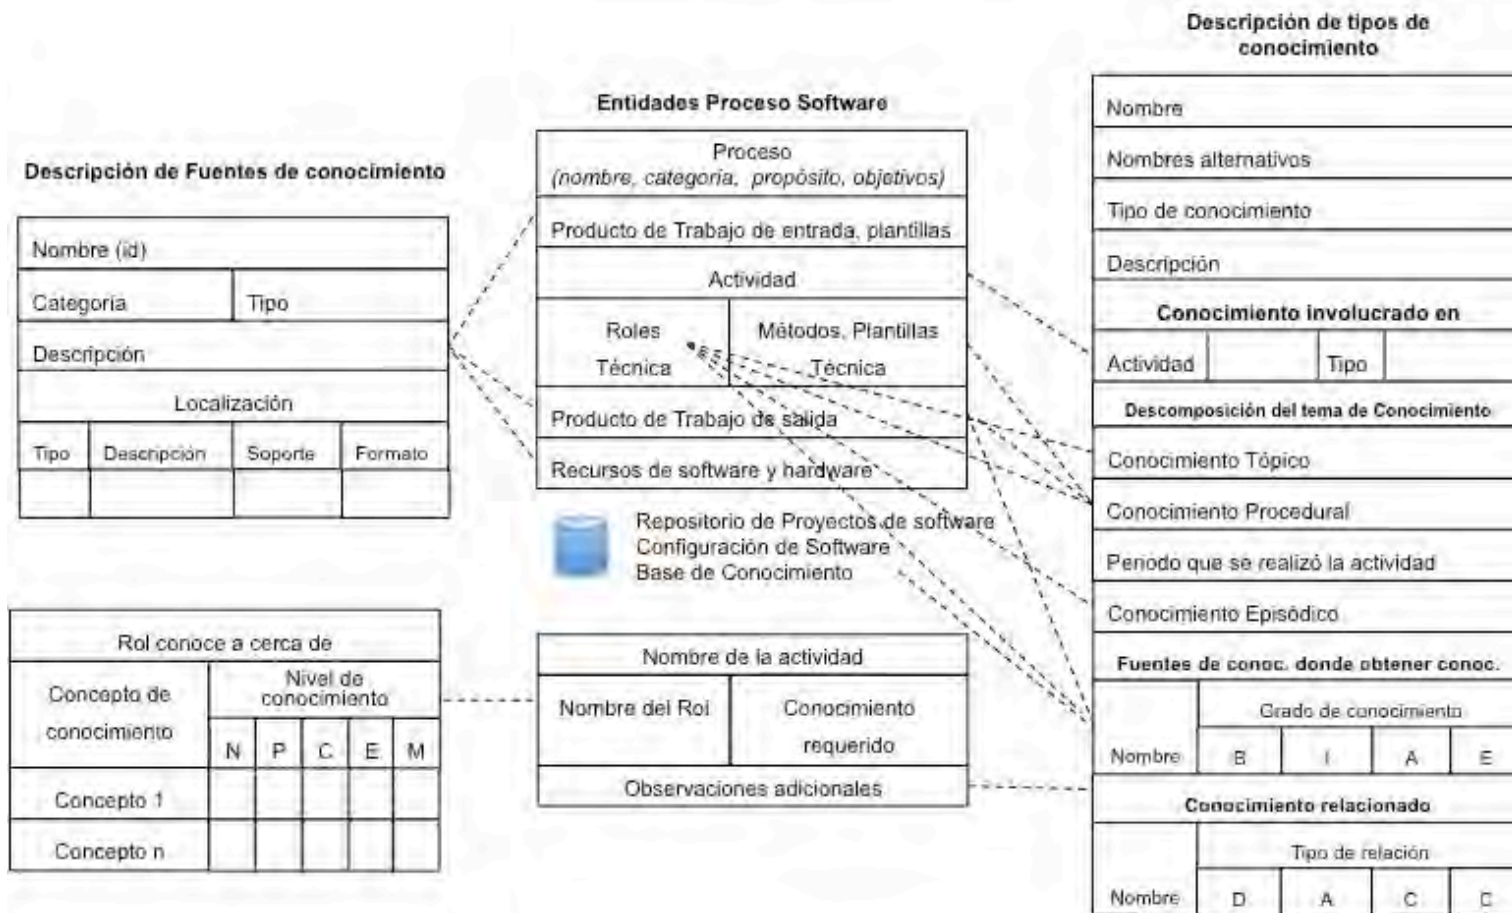 Descripción de Fuentes de conocimiento
Nombre (id)
Categoría Tipo
Descripción
Localización
Tipo Descripción Soporte Formato
Rol conoce a cerca de
Concepto de
conocimiento
Nivel de
conocimiento
N P C E M
Concepto 1
Concepto n
Entidades Proceso Software
Proceso
(nombre, categoría, propósito, objetivos)
Producto de Trabajo de entrada, plantillas
Actividad
Roles
Técnica
Métodos, Plantillas
Técnica
Producto de Trabajo de salida
Recursos de software y hardware
Repositorio de Proyectos de software
Configuración de Software
Base de Conocimiento
Nombre de la actividad
Nombre del Rol
Conocimiento
requerido
Observaciones adicionales
Descripción de tipos de
conocimiento
Nombre
Nombres alternativos
Tipo de conocimiento
Descripción
Conocimiento involucrado en
Actividad Tipo
Descomposición del tema de Conocimiento
Conocimiento Tópico
Conocimiento Procedural
Periodo que se realizó la actividad
Conocimiento Episódico
Fuentes de conoc. donde obtener conoc.
Grado de conocimiento
Nombre B I A E
Conocimiento relacionado
Tipo de relación
Nombre D A C C